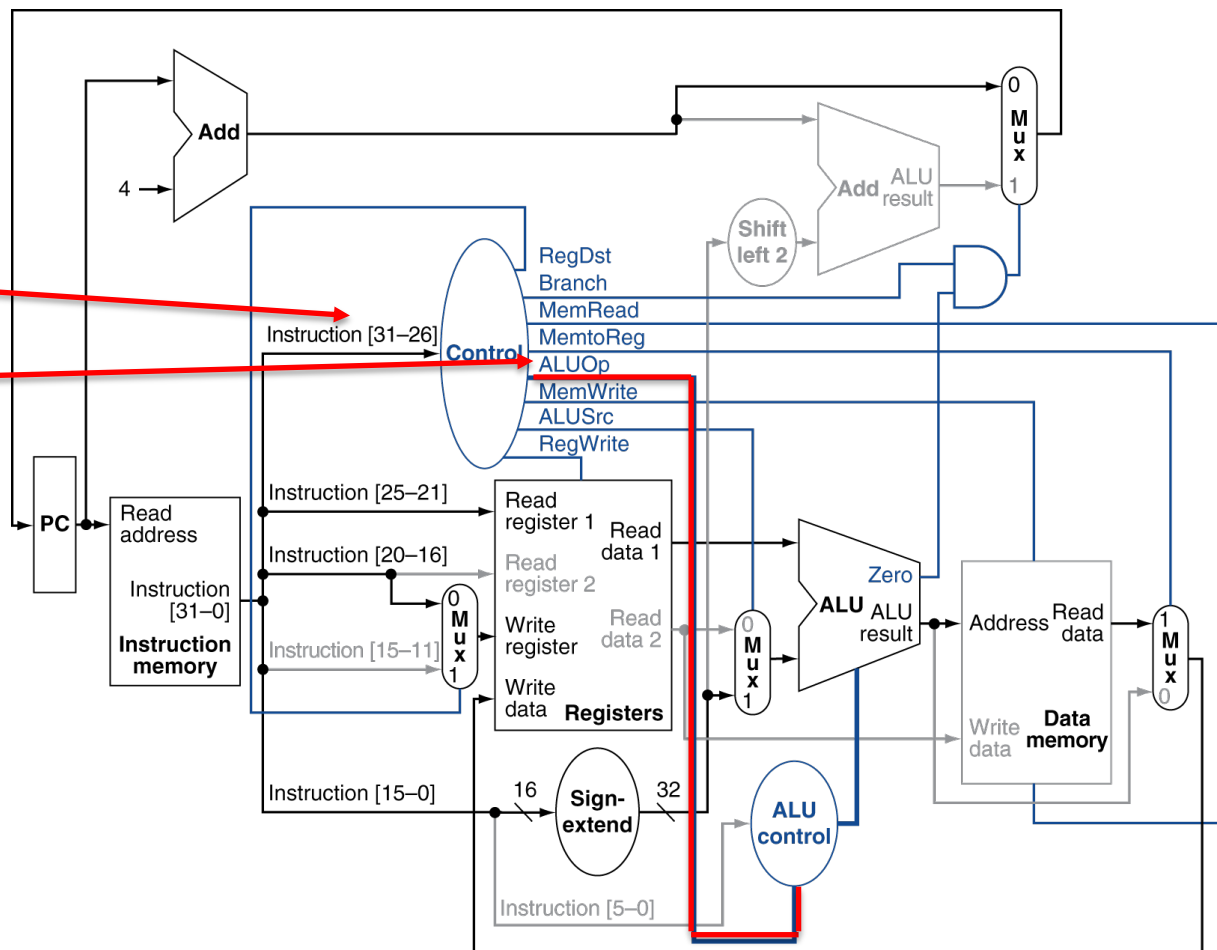 Add
4
0
M
u
x
1
Add
ALU
result
Shift
left 2
RegDst
Branch
MemRead
MemtoReg
ALUOp
MemWrite
ALUSrc
RegWrite
Instruction [31–26]
Control
PC
Read
address
Instruction
[31–0]
Instruction
memory
Instruction [25–21]
Instruction [20–16]
Instruction [15–11]
Instruction [15–0]
0
M
u
x
1
Read
register 1
Read
register 2
Write
register
Write
data
Read
data 1
Read
data 2
Registers
0
M
u
x
1
ALU
Zero
ALU
result
Address
Read
data
Write
data
Data
memory
1
M
u
x
0
16
Sign-
extend
32
ALU
control
Instruction [5–0]